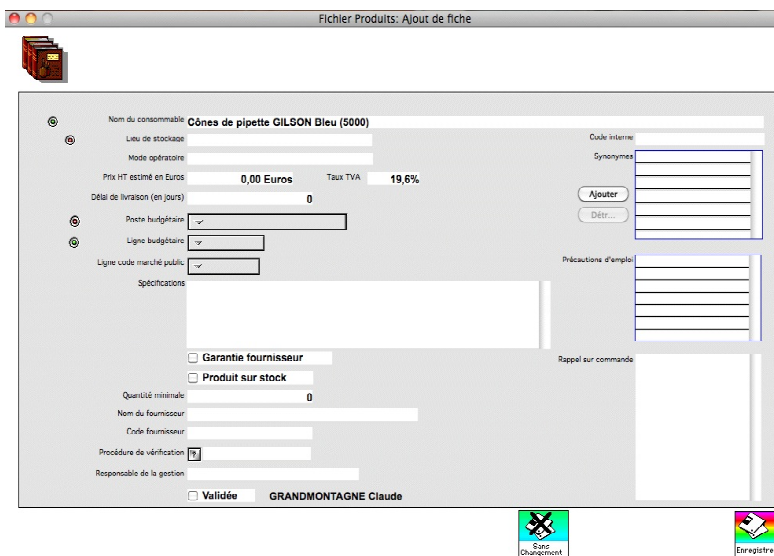 Fichier Produits: Ajout de fiche
Nom du consommable Cônes de pipette GILSON Bleu (5000)
Lieu de stockage
Code interne
Mode opératoire
Synonymes
Prix HT estimé en Euros 0,00 Euros Taux TVA 19,6%
Délai de livraison (en jours) 0
Ajouter
Détr...
Poste budgétaire
Ligne budgétaire
Ligne code marché public
Précautions d'emploi
Spécifications
Garantie fournisseur
Rappel sur commande
Produit sur stock
Quantité minimale 0
Nom du fournisseur
Code fournisseur
Procédure de vérification ?
Responsable de la gestion
Validée GRANDMONTAGNE Claude
Sans
Changement
Enregistre